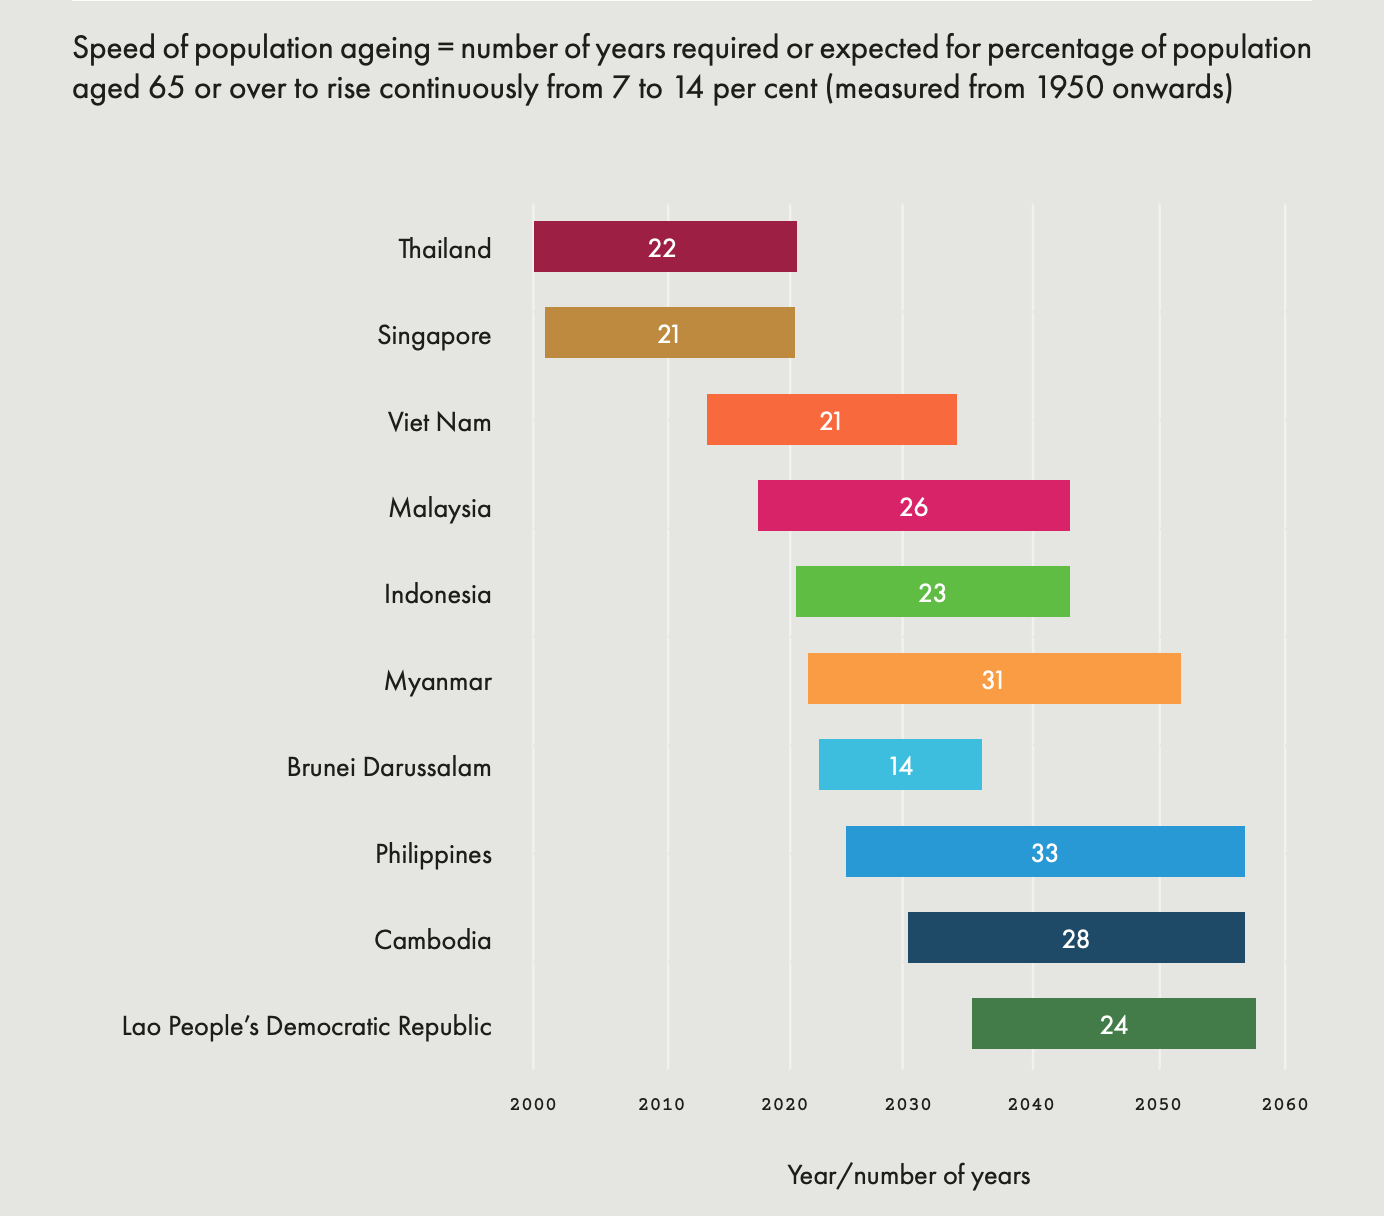 Speed of population ageing = number of years required or expected for percentage of population
aged 65 or over to rise continuously from 7 to 14 per cent (measured from 1950 onwards)
Thailand 22
Singapore 21
Viet Nam 21
Malaysia 26
Indonesia 23
Myanmar 31
Brunei Darussalam 14
Philippines 33
Cambodia 28
Lao People’s Democratic Republic 24
2000 2010 2020 2030 2040 2050 2060
Year/number of years